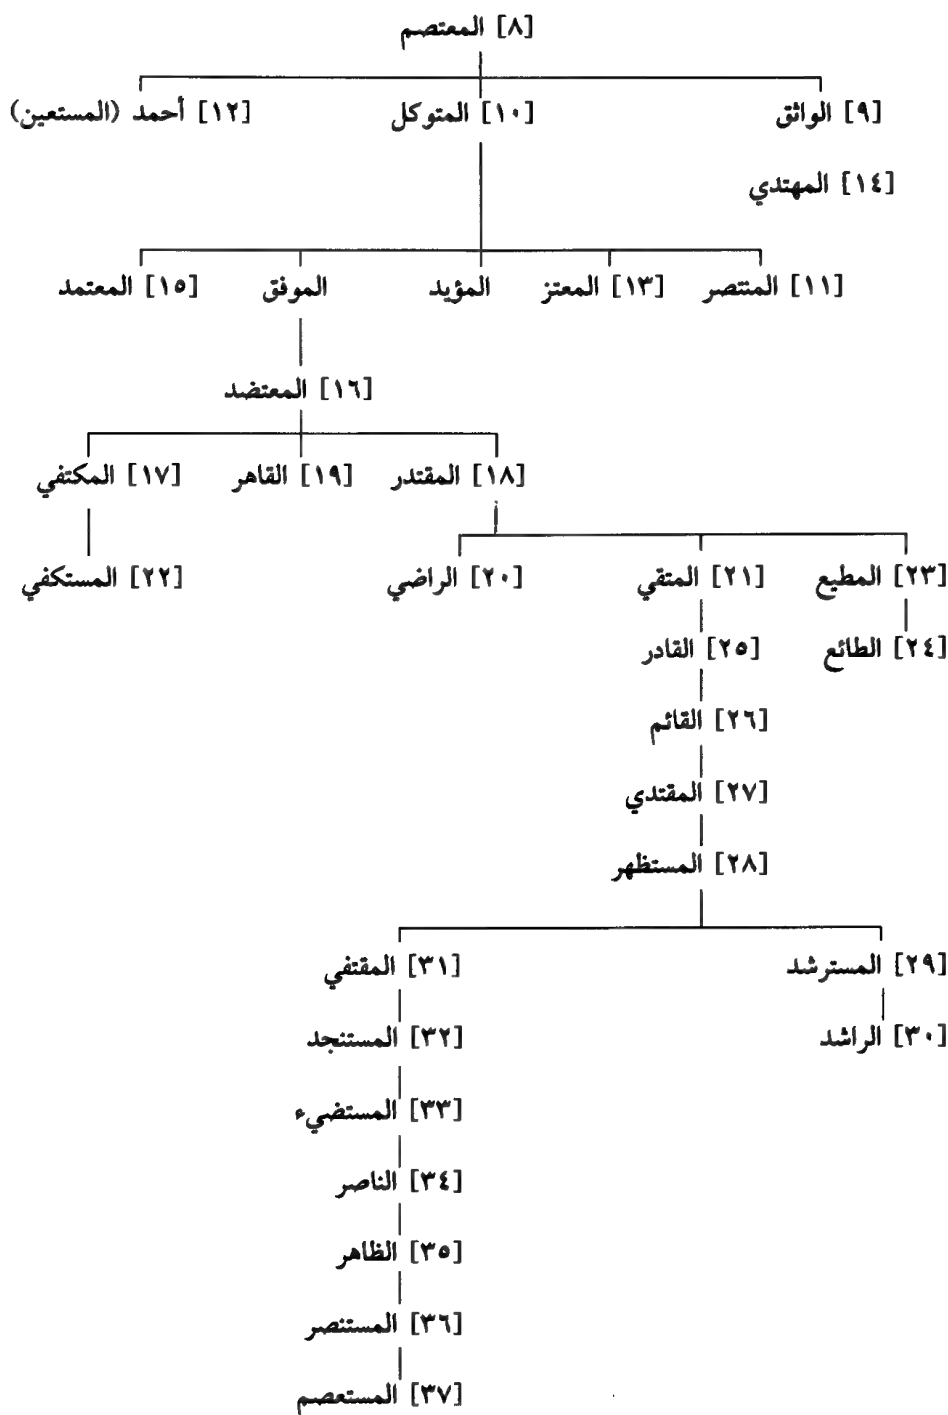 [٨] المعتصم
[٩] الواثق [١٠] المتوكل [١٢] أحمد (المستعين)
[١٤] المهتدي
[١١] المنتصر [١٣] المعتز المؤيد الموفق [١٥] المعتمد
[١٦] المعتضد
[١٨] المقتدر [١٩] القاهر [١٧] المكتفي
[٢٣] المطيع [٢١] المتقي [٢٠] الراضي [٢٢] المستكفي
[٢٤] الطائع [٢٥] القادر
[٢٦] القائم
[٢٧] المقتدي
[٢٨] المستظهر
[٢٩] المسترشد [٣١] المقتفي
[٣٠] الراشد [٣٢] المستنجد
[٣٣] المستضيء
[٣٤] الناصر
[٣٥] الظاهر
[٣٦] المستنصر
[٣٧] المستعصم